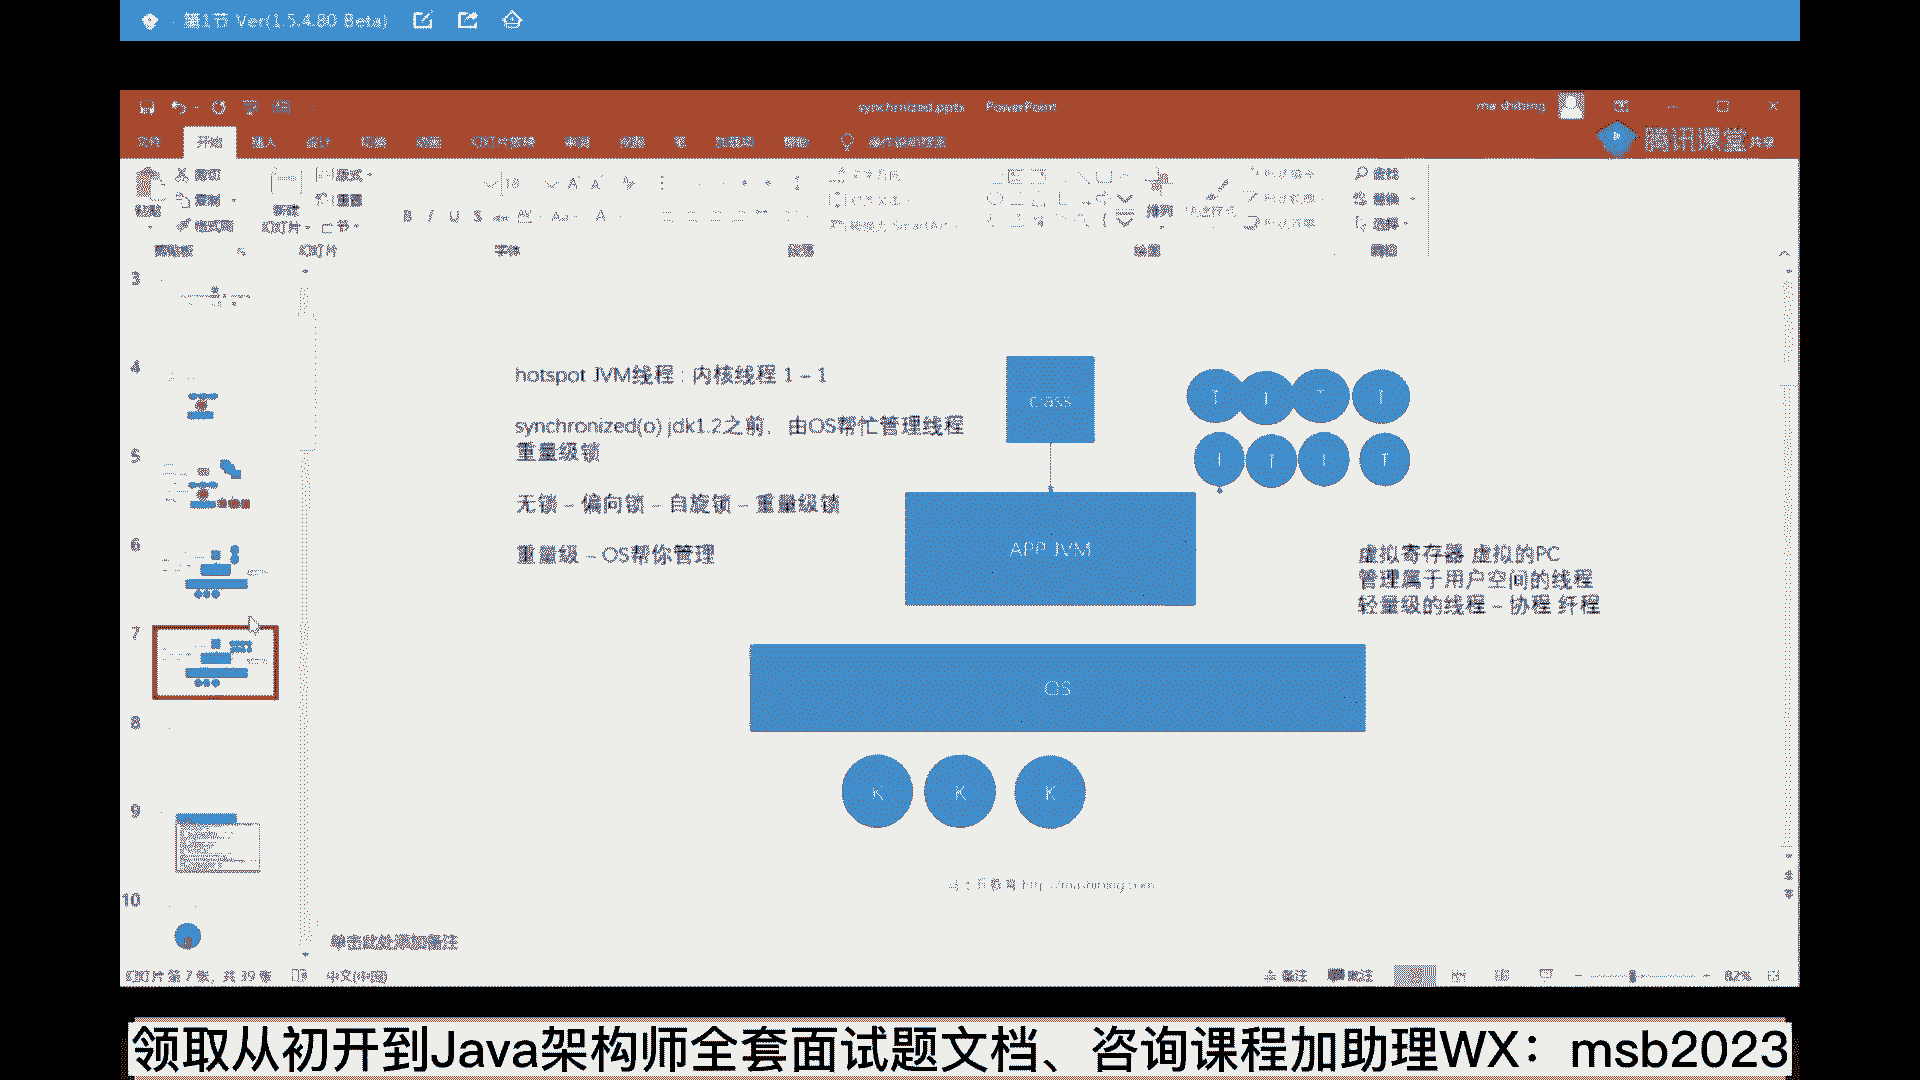 第1节 Ver(1.5.4.80 Beta)
synchronized.pptx - PowerPoint
ma shibing
文件 开始 插入 设计 切换 动画 幻灯片放映 审阅 视图 帮助 操作说明搜索
腾讯课堂
剪切
复制
格式刷
粘贴
新建
幻灯片
版式
重置
节
18
B I U S
Aa
A
排列
查找
替换
选择
剪贴板 幻灯片 字体 段落 绘图 编辑
3
4
5
6
7
8
9
10
hotspot JVM线程 : 内核线程 1 – 1
synchronized(o) jdk1.2之前，由OS帮忙管理线程
重量级锁
无锁 – 偏向锁 – 自旋锁 – 重量级锁
重量级 – OS帮你管理
class
T T T T
T T T T
APP JVM
虚拟寄存器 虚拟的PC
管理属于用户空间的线程
轻量级的线程 – 协程 纤程
OS
K K K
单击此处添加备注
幻灯片 第 7 张，共 39 张 中文(中国)
备注 批注 82%
领取从初开到Java架构师全套面试题文档、咨询课程加助理WX：msb2023